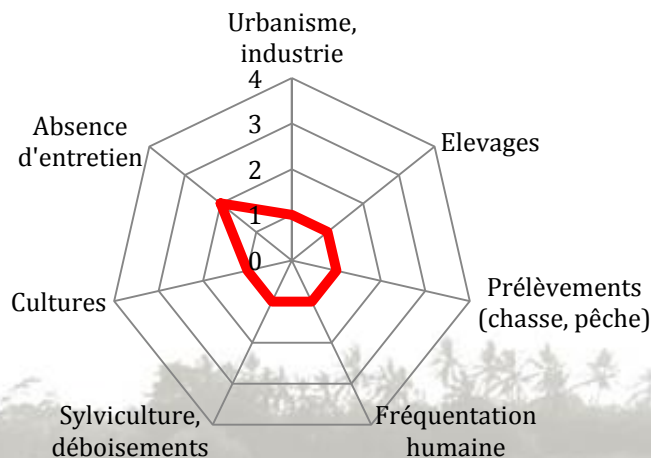 Urbanisme,
industrie
4
3
2
1
0
Elevages
Prélèvements
(chasse, pêche)
Fréquentation
humaine
Sylviculture,
déboisements
Cultures
Absence
d'entretien